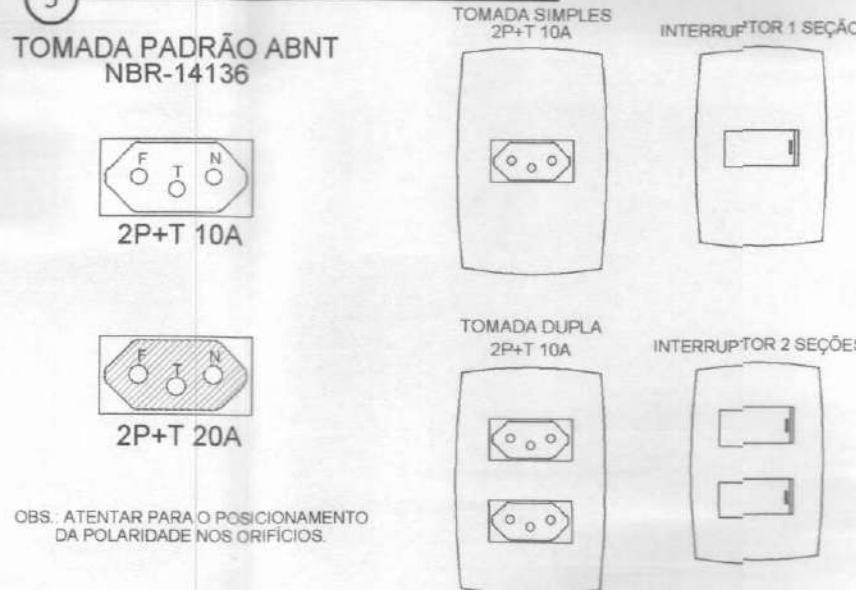 TOMADA PADRÃO ABNT
NBR-14136
F T N
2P+T 10A
F T N
2P+T 20A
OBS.: ATENTAR PARA O POSICIONAMENTO
DA POLARIDADE NOS ORIFÍCIOS.
TOMADA SIMPLES
2P+T 10A
INTERRUPTOR 1 SEÇÃO
TOMADA DUPLA
2P+T 10A
INTERRUPTOR 2 SEÇÕES